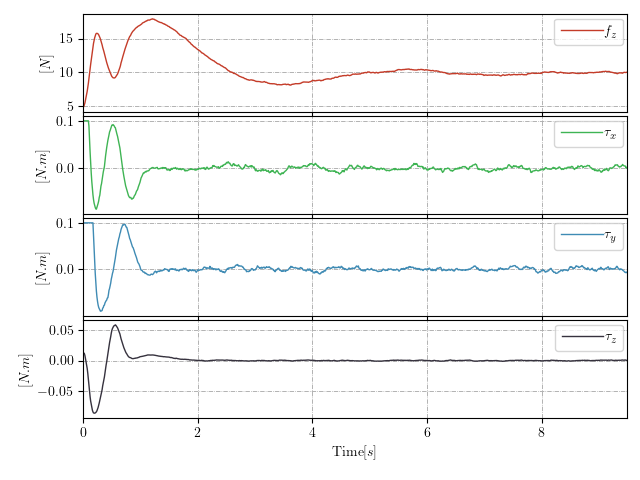 [N]
15
10
5
f_z
[N.m]
0.1
0.0
τ_x
[N.m]
0.1
0.0
τ_y
[N.m]
0.05
0.00
−0.05
τ_z
0 2 4 6 8
Time[s]